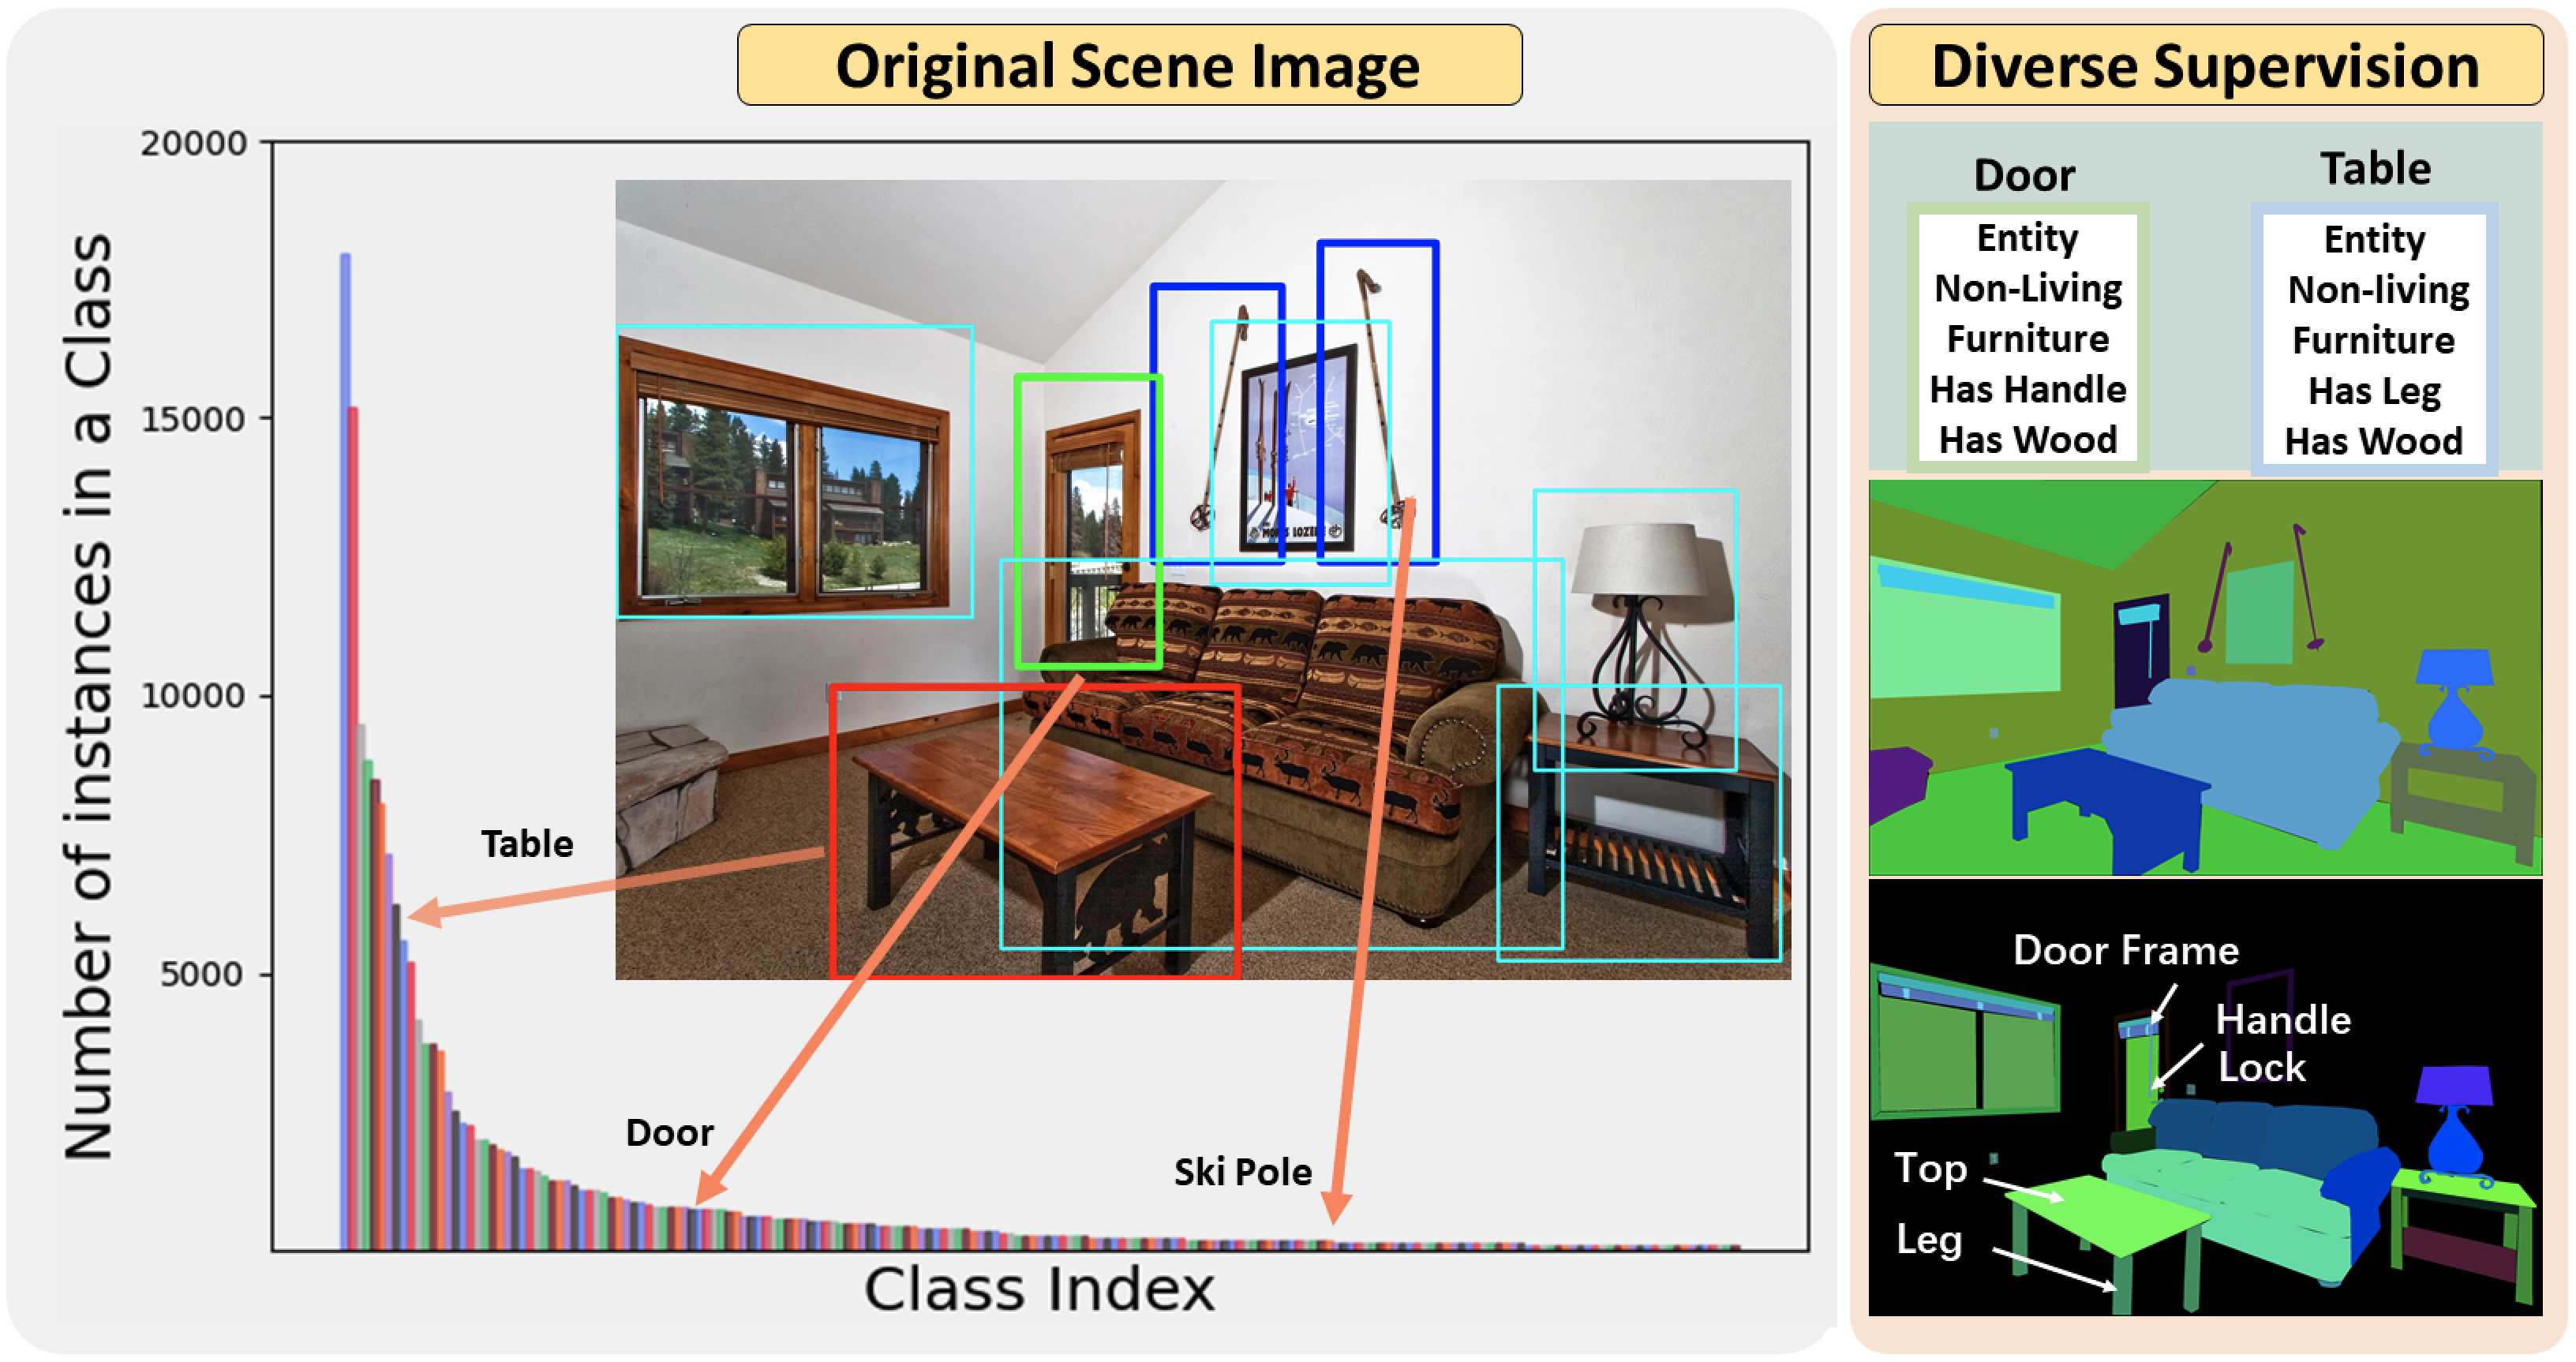 Original Scene Image
20000
15000
10000
5000
Number of instances in a Class
Class Index
Table
Door
Ski Pole
Diverse Supervision
Door
Entity
Non-Living
Furniture
Has Handle
Has Wood
Table
Entity
Non-living
Furniture
Has Leg
Has Wood
Door Frame
Handle
Lock
Top
Leg